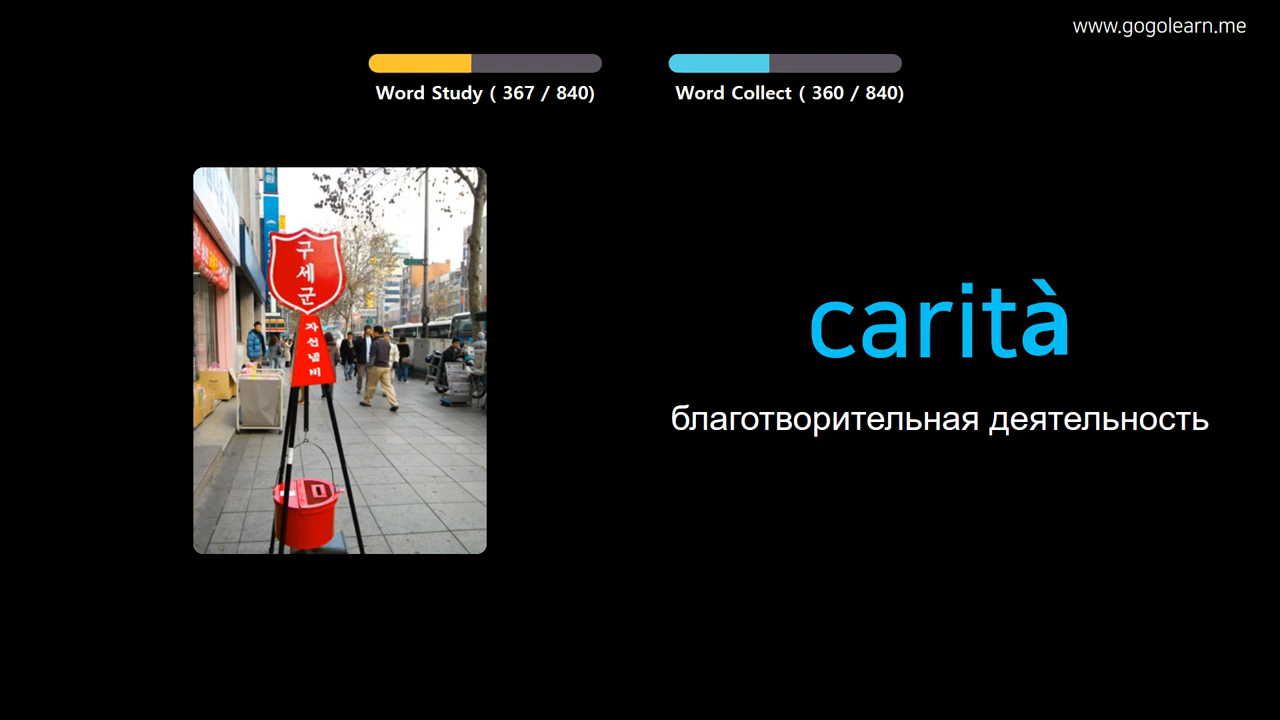 www.gogolearn.me
Word Study ( 367 / 840)
Word Collect ( 360 / 840)
구세군
자선냄비
carità
благотворительная деятельность